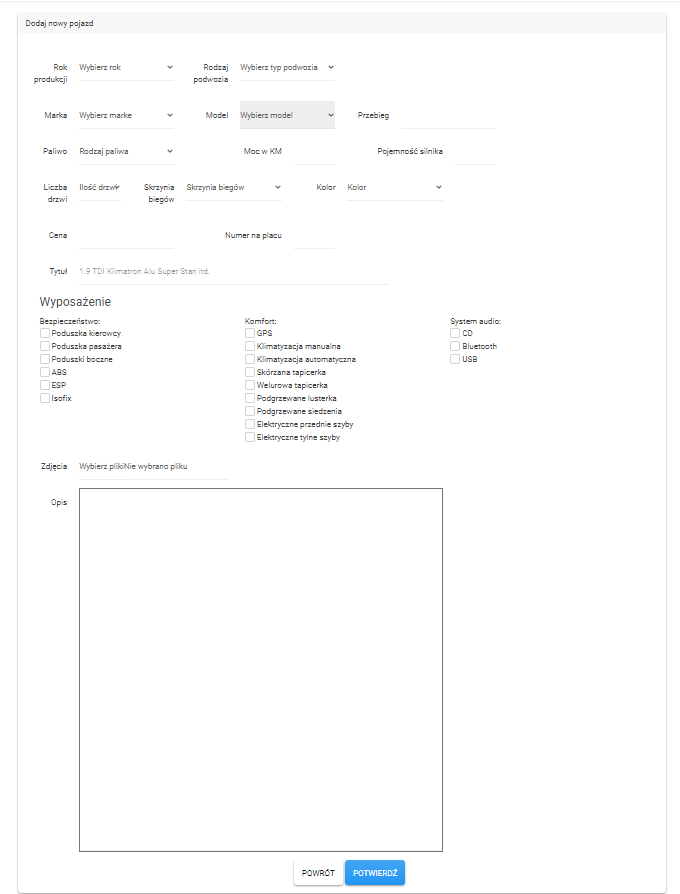 Dodaj nowy pojazd
Rok produkcji Wybierz rok Rodzaj podwozia Wybierz typ podwozia
Marka Wybierz marke Model Wybierz model Przebieg
Paliwo Rodzaj paliwa Moc w KM Pojemność silnika
Liczba drzwi Ilość drzwi Skrzynia biegów Skrzynia biegów Kolor Kolor
Cena Numer na placu
Tytuł 1.9 TDI Klimatron Alu Super Stan itd.
Wyposażenie
Bezpieczeństwo:
Poduszka kierowcy
Poduszka pasażera
Poduszki boczne
ABS
ESP
Isofix
Komfort:
GPS
Klimatyzacja manualna
Klimatyzacja automatyczna
Skórzana tapicerka
Welurowa tapicerka
Podgrzewane lusterka
Podgrzewane siedzenia
Elektryczne przednie szyby
Elektryczne tylne szyby
System audio:
CD
Bluetooth
USB
Zdjęcia Wybierz plikiNie wybrano pliku
Opis
POWRÓT POTWIERDŹ